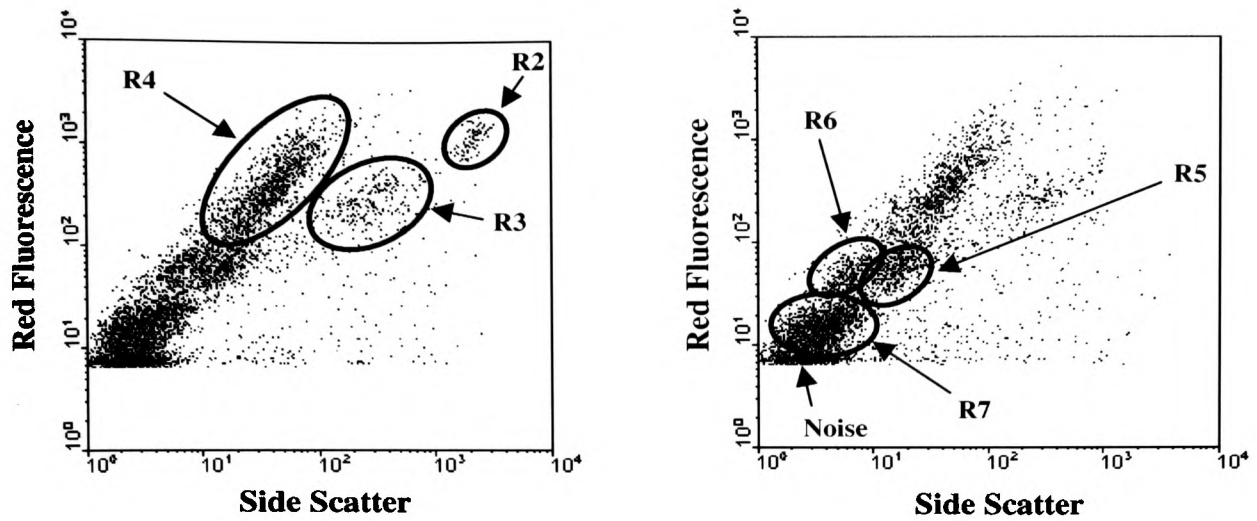 R4
R2
R3
Red Fluorescence
10⁴
10³
10²
10¹
10⁰
10⁰
10¹
10²
10³
10⁴
Side Scatter
R6
R5
R7
Noise
Red Fluorescence
10⁴
10³
10²
10¹
10⁰
10⁰
10¹
10²
10³
10⁴
Side Scatter